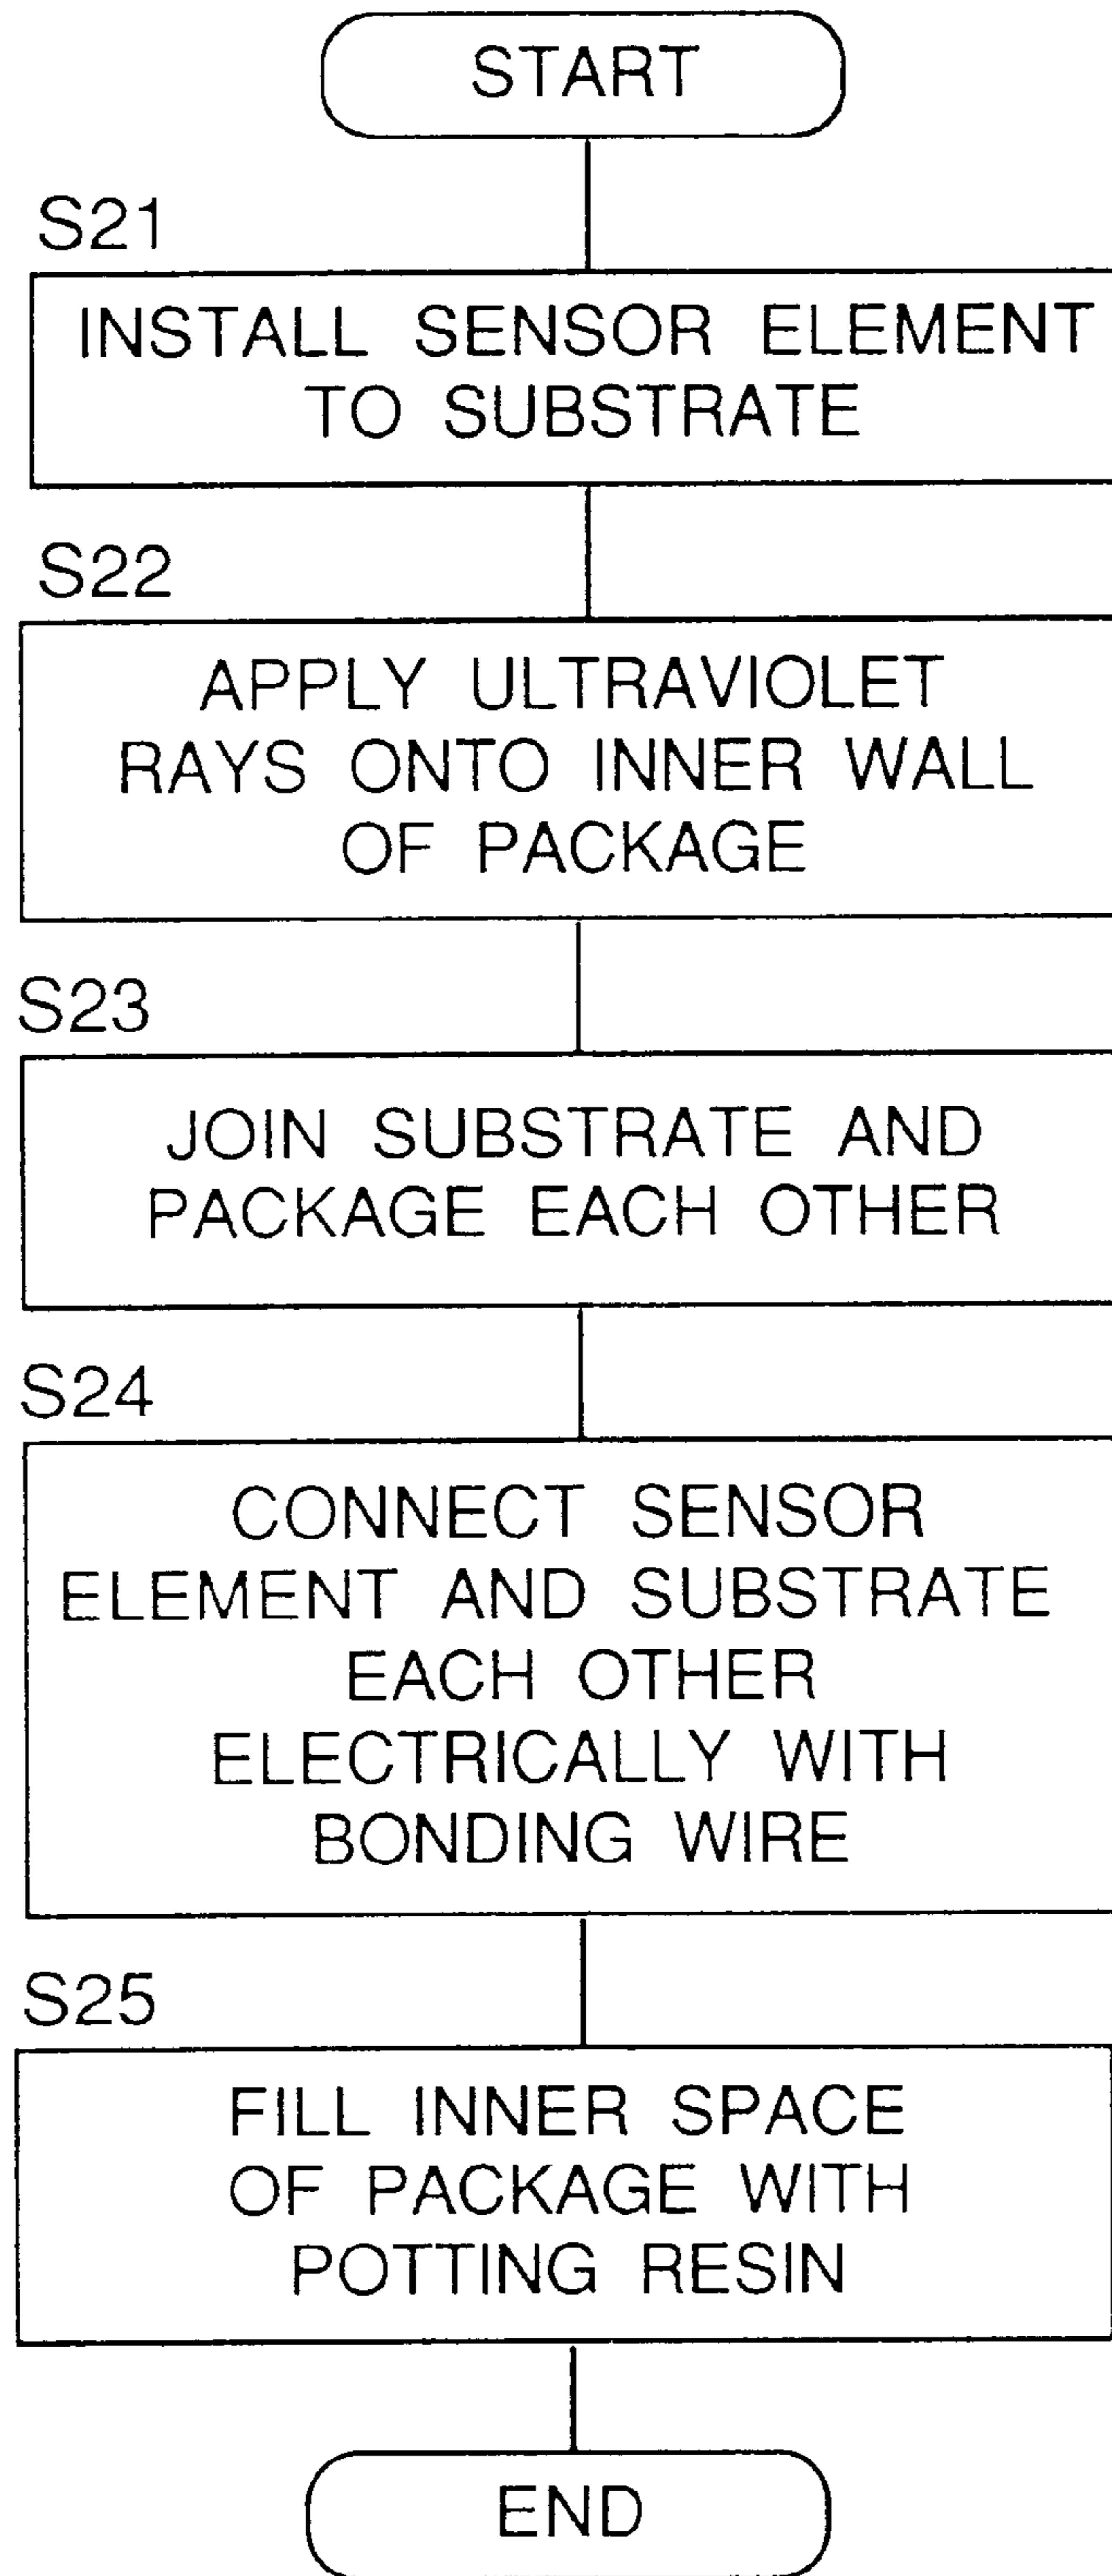 START
S21
INSTALL SENSOR ELEMENT
TO SUBSTRATE
S22
APPLY ULTRAVIOLET
RAYS ONTO INNER WALL
OF PACKAGE
S23
JOIN SUBSTRATE AND
PACKAGE EACH OTHER
S24
CONNECT SENSOR
ELEMENT AND SUBSTRATE
EACH OTHER
ELECTRICALLY WITH
BONDING WIRE
S25
FILL INNER SPACE
OF PACKAGE WITH
POTTING RESIN
END